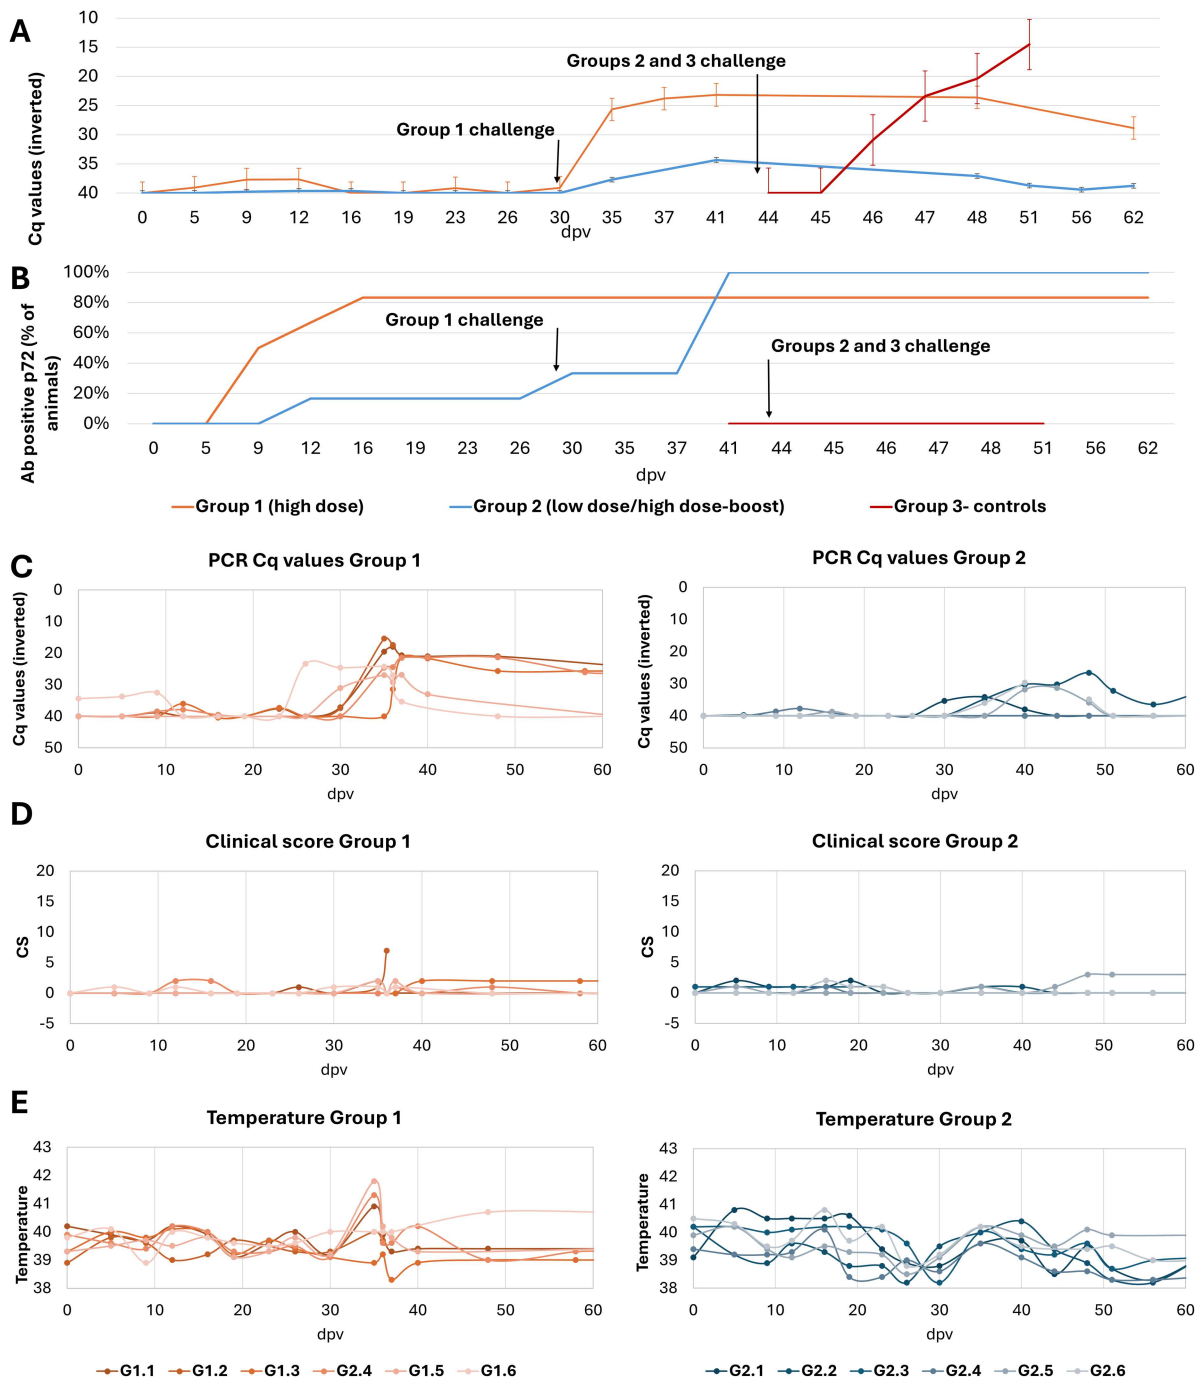 A
Cq values (inverted)
10
15
20
25
30
35
40
Groups 2 and 3 challenge
Group 1 challenge
0 5 9 12 16 19 23 26 30 35 37 41 44 45 46 47 48 51 56 62
dpv
B
Ab positive p72 (% of
animals)
100%
80%
60%
40%
20%
0%
Group 1 challenge
Groups 2 and 3 challenge
0 5 9 12 16 19 23 26 30 35 37 41 44 45 46 47 48 51 56 62
dpv
Group 1 (high dose) Group 2 (low dose/high dose-boost) Group 3- controls
C
PCR Cq values Group 1
Cq values (inverted)
0
10
20
30
40
50
0 10 20 30 40 50 60
dpv
PCR Cq values Group 2
Cq values (inverted)
0
10
20
30
40
50
0 10 20 30 40 50 60
dpv
D
Clinical score Group 1
CS
20
15
10
5
0
-5
0 10 20 30 40 50 60
dpv
Clinical score Group 2
CS
20
15
10
5
0
-5
0 10 20 30 40 50 60
dpv
E
Temperature Group 1
Temperature
43
42
41
40
39
38
0 10 20 30 40 50 60
dpv
G1.1 G1.2 G1.3 G2.4 G1.5 G1.6
Temperature Group 2
Temperature
43
42
41
40
39
38
0 10 20 30 40 50 60
dpv
G2.1 G2.2 G2.3 G2.4 G2.5 G2.6